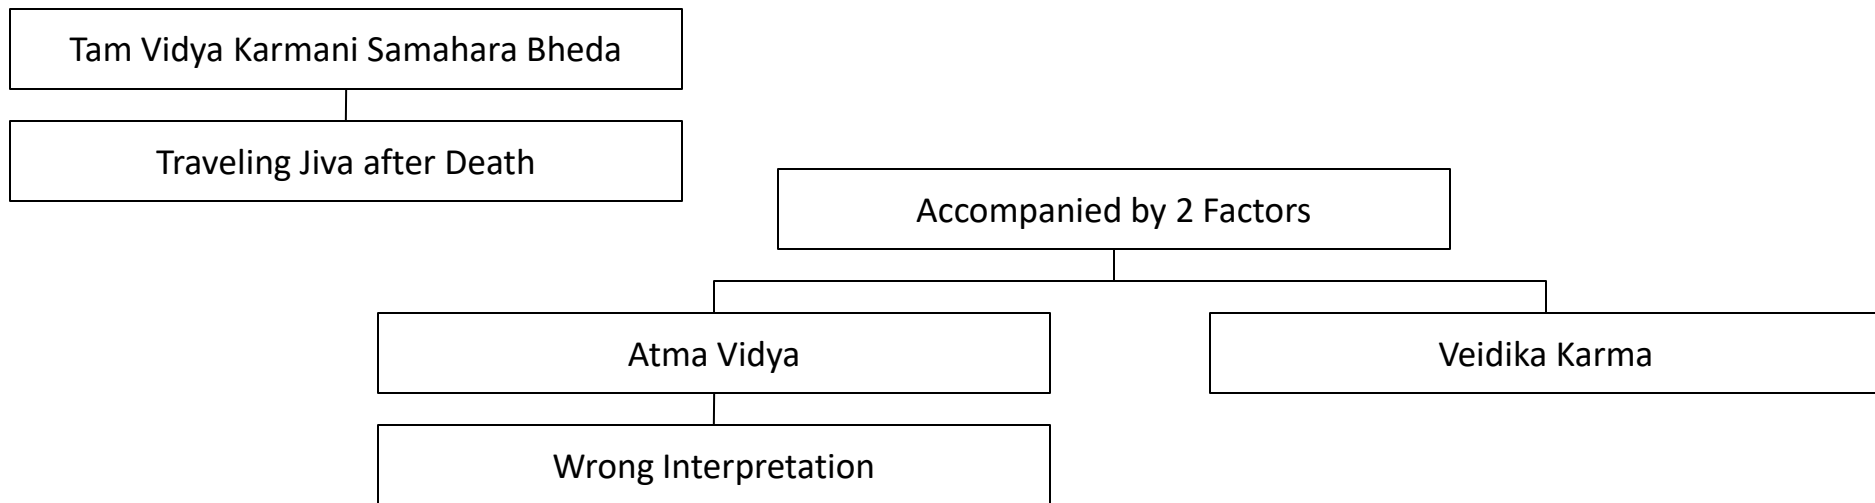 Tam Vidya Karmani Samahara Bheda
Traveling Jiva after Death
Accompanied by 2 Factors
Atma Vidya
Veidika Karma
Wrong Interpretation